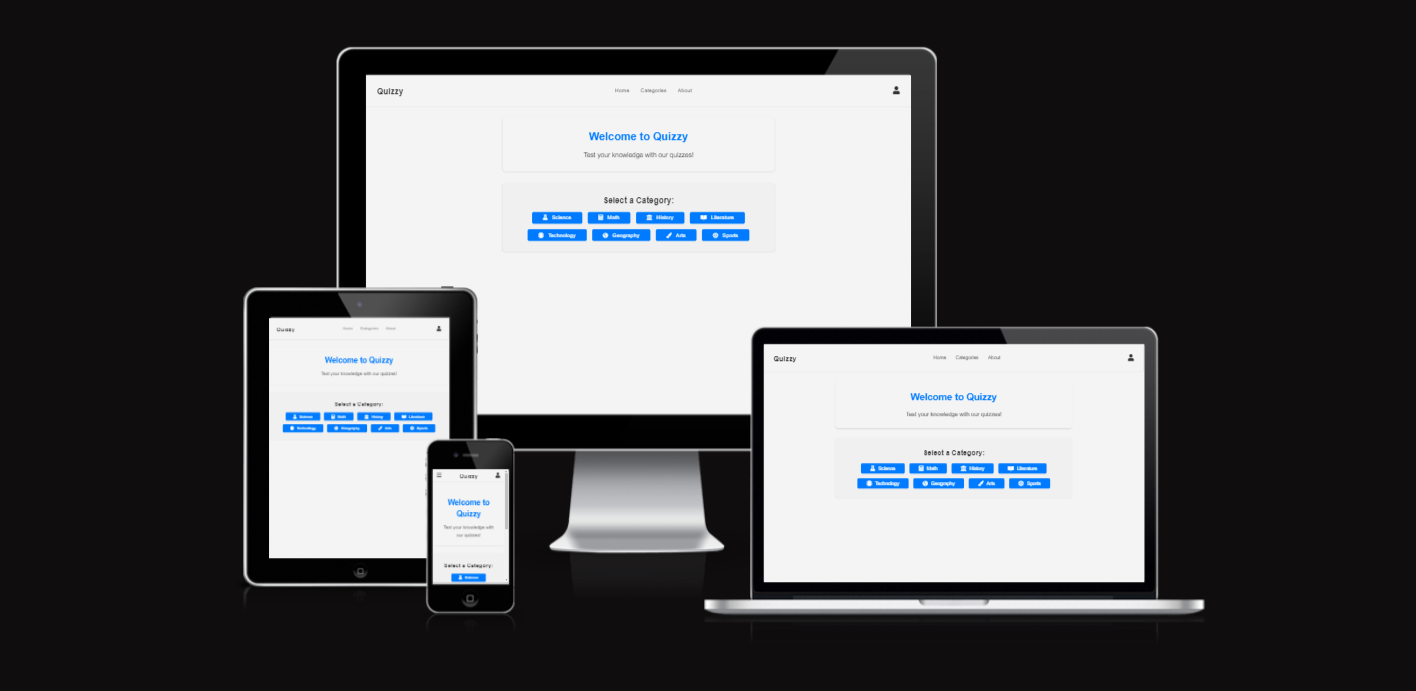 Quizzy
Home Categories About
Welcome to Quizzy
Test your knowledge with our quizzes!
Select a Category:
Science Math History Literature
Technology Geography Arts Sports
Quizzy
Home Categories About
Welcome to Quizzy
Test your knowledge with our quizzes!
Select a Category:
Science Math History Literature
Technology Geography Arts Sports
Quizzy
Welcome to
Quizzy
Test your knowledge with
our quizzes!
Select a Category:
Science
Quizzy
Home Categories About
Welcome to Quizzy
Test your knowledge with our quizzes!
Select a Category:
Science Math History Literature
Technology Geography Arts Sports